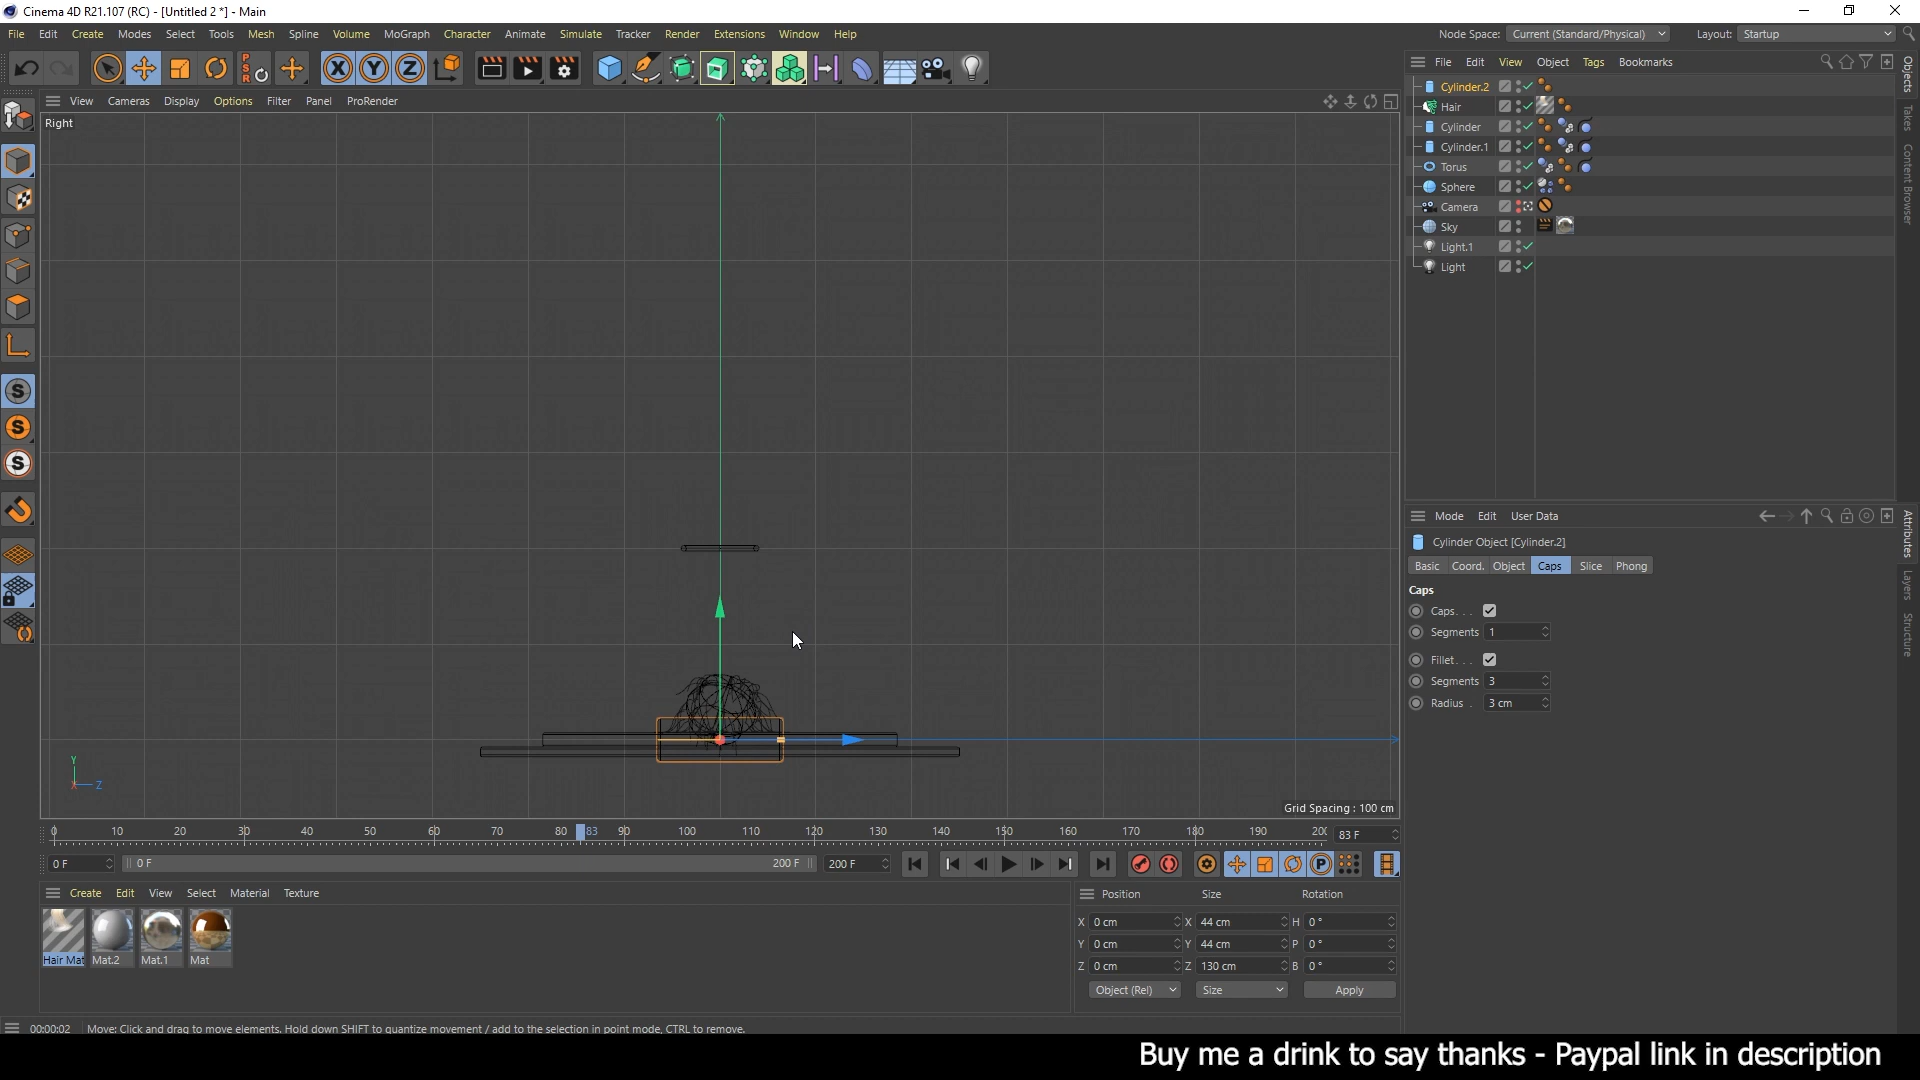 Cinema 4D R21.107 (RC) - [Untitled 2 *] - Main
File Edit Create Modes Select Tools Mesh Spline Volume MoGraph Character Animate Simulate Tracker Render Extensions Window Help
Node Space: Current (Standard/Physical) Layout: Startup
File Edit View Object Tags Bookmarks
View Cameras Display Options Filter Panel ProRender
Right
Cylinder.2
Hair
Cylinder
Cylinder.1
Torus
Sphere
Camera
Sky
Light.1
Light
Objects
Takes
Content Browser
Mode Edit User Data
Cylinder Object [Cylinder.2]
Basic Coord. Object Caps Slice Phong
Caps
Caps. . .
Segments 1
Fillet. . .
Segments 3
Radius . 3 cm
Attributes
Layers
Structure
Y
X Z
Grid Spacing : 100 cm
0 10 20 30 40 50 60 70 80 83 90 100 110 120 130 140 150 160 170 180 190 200 83 F
0 F 0 F 200 F 200 F
Create Edit View Select Material Texture
Hair Mat Mat.2 Mat.1 Mat
Position Size Rotation
X 0 cm X 44 cm H 0 °
Y 0 cm Y 44 cm P 0 °
Z 0 cm Z 130 cm B 0 °
Object (Rel) Size Apply
00:00:02 Move: Click and drag to move elements. Hold down SHIFT to quantize movement / add to the selection in point mode, CTRL to remove.
Buy me a drink to say thanks - Paypal link in description